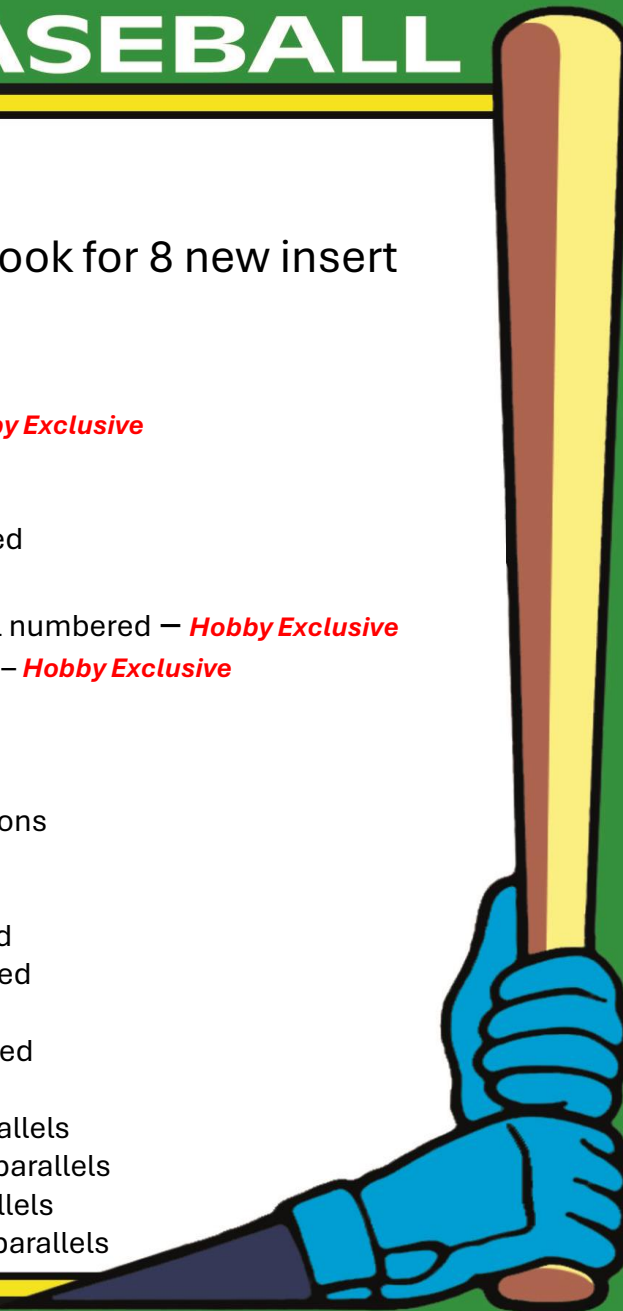 ASEBALL
ook for 8 new insert
by Exclusive
ed
numbered – Hobby Exclusive
– Hobby Exclusive
ons
d
ed
ed
allels
parallels
llels
parallels